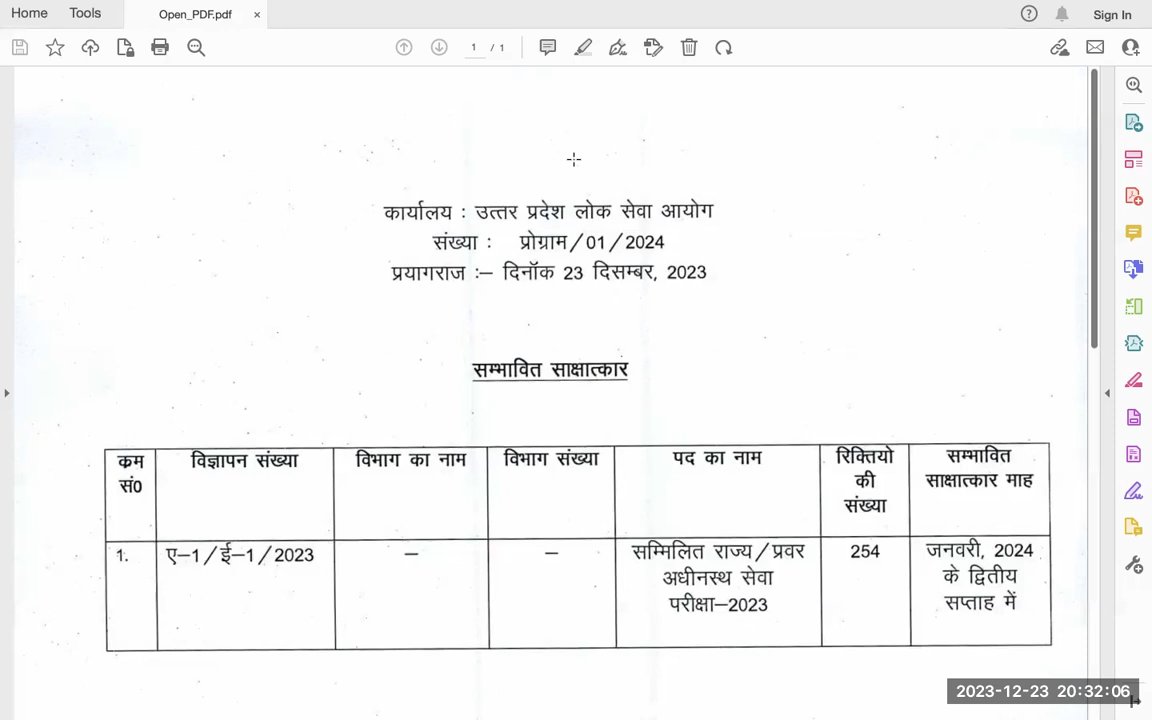 Home Tools Open_PDF.pdf × Sign In
1 / 1
कार्यालय : उत्तर प्रदेश लोक सेवा आयोग
संख्या : प्रोग्राम/01/2024
प्रयागराज :– दिनॉक 23 दिसम्बर, 2023
सम्भावित साक्षात्कार
क्रम सं0 विज्ञापन संख्या विभाग का नाम विभाग संख्या पद का नाम रिक्तियो की संख्या सम्भावित साक्षात्कार माह
1. ए–1/ई–1/2023 – – सम्मिलित राज्य/प्रवर अधीनस्थ सेवा परीक्षा–2023 254 जनवरी, 2024 के द्वितीय सप्ताह में
2023-12-23 20:32:06